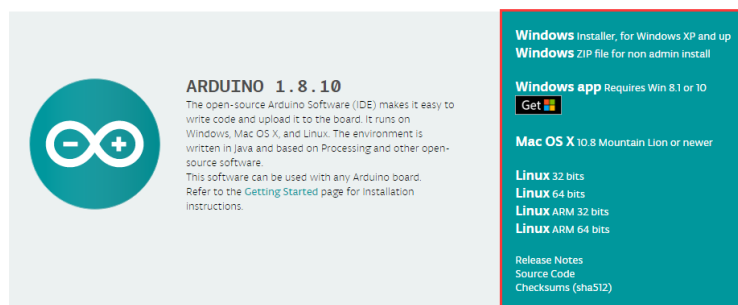 ARDUINO 1.8.10
The open-source Arduino Software (IDE) makes it easy to
write code and upload it to the board. It runs on
Windows, Mac OS X, and Linux. The environment is
written in Java and based on Processing and other open-
source software.
This software can be used with any Arduino board.
Refer to the Getting Started page for Installation
instructions.
Windows Installer, for Windows XP and up
Windows ZIP file for non admin install
Windows app Requires Win 8.1 or 10
Get
Mac OS X 10.8 Mountain Lion or newer
Linux 32 bits
Linux 64 bits
Linux ARM 32 bits
Linux ARM 64 bits
Release Notes
Source Code
Checksums (sha512)